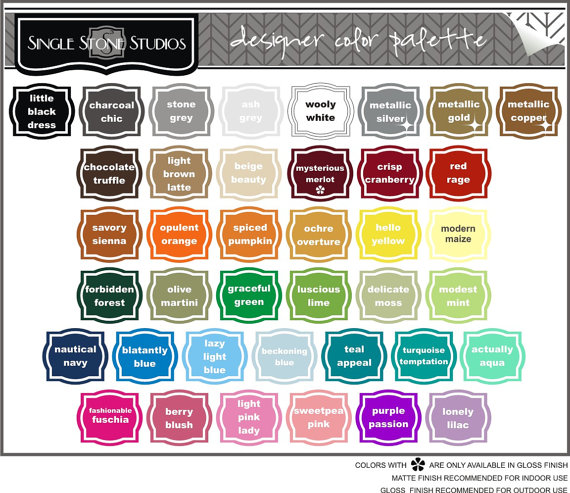 SINGLE STONE STUDIOS
designer color palette
little black dress
charcoal chic
stone grey
ash grey
wooly white
metallic silver
metallic gold
metallic copper
chocolate truffle
light brown latte
beige beauty
mysterious merlot
crisp cranberry
red rage
savory sienna
opulent orange
spiced pumpkin
ochre overture
hello yellow
modern maize
forbidden forest
olive martini
graceful green
luscious lime
delicate moss
modest mint
nautical navy
blatantly blue
lazy light blue
beckoning blue
teal appeal
turquoise temptation
actually aqua
fashionable fuschia
berry blush
light pink lady
sweetpea pink
purple passion
lonely lilac
COLORS WITH ARE ONLY AVAILABLE IN GLOSS FINISH
MATTE FINISH RECOMMENDED FOR INDOOR USE
GLOSS FINISH RECOMMENDED FOR OUTDOOR USE